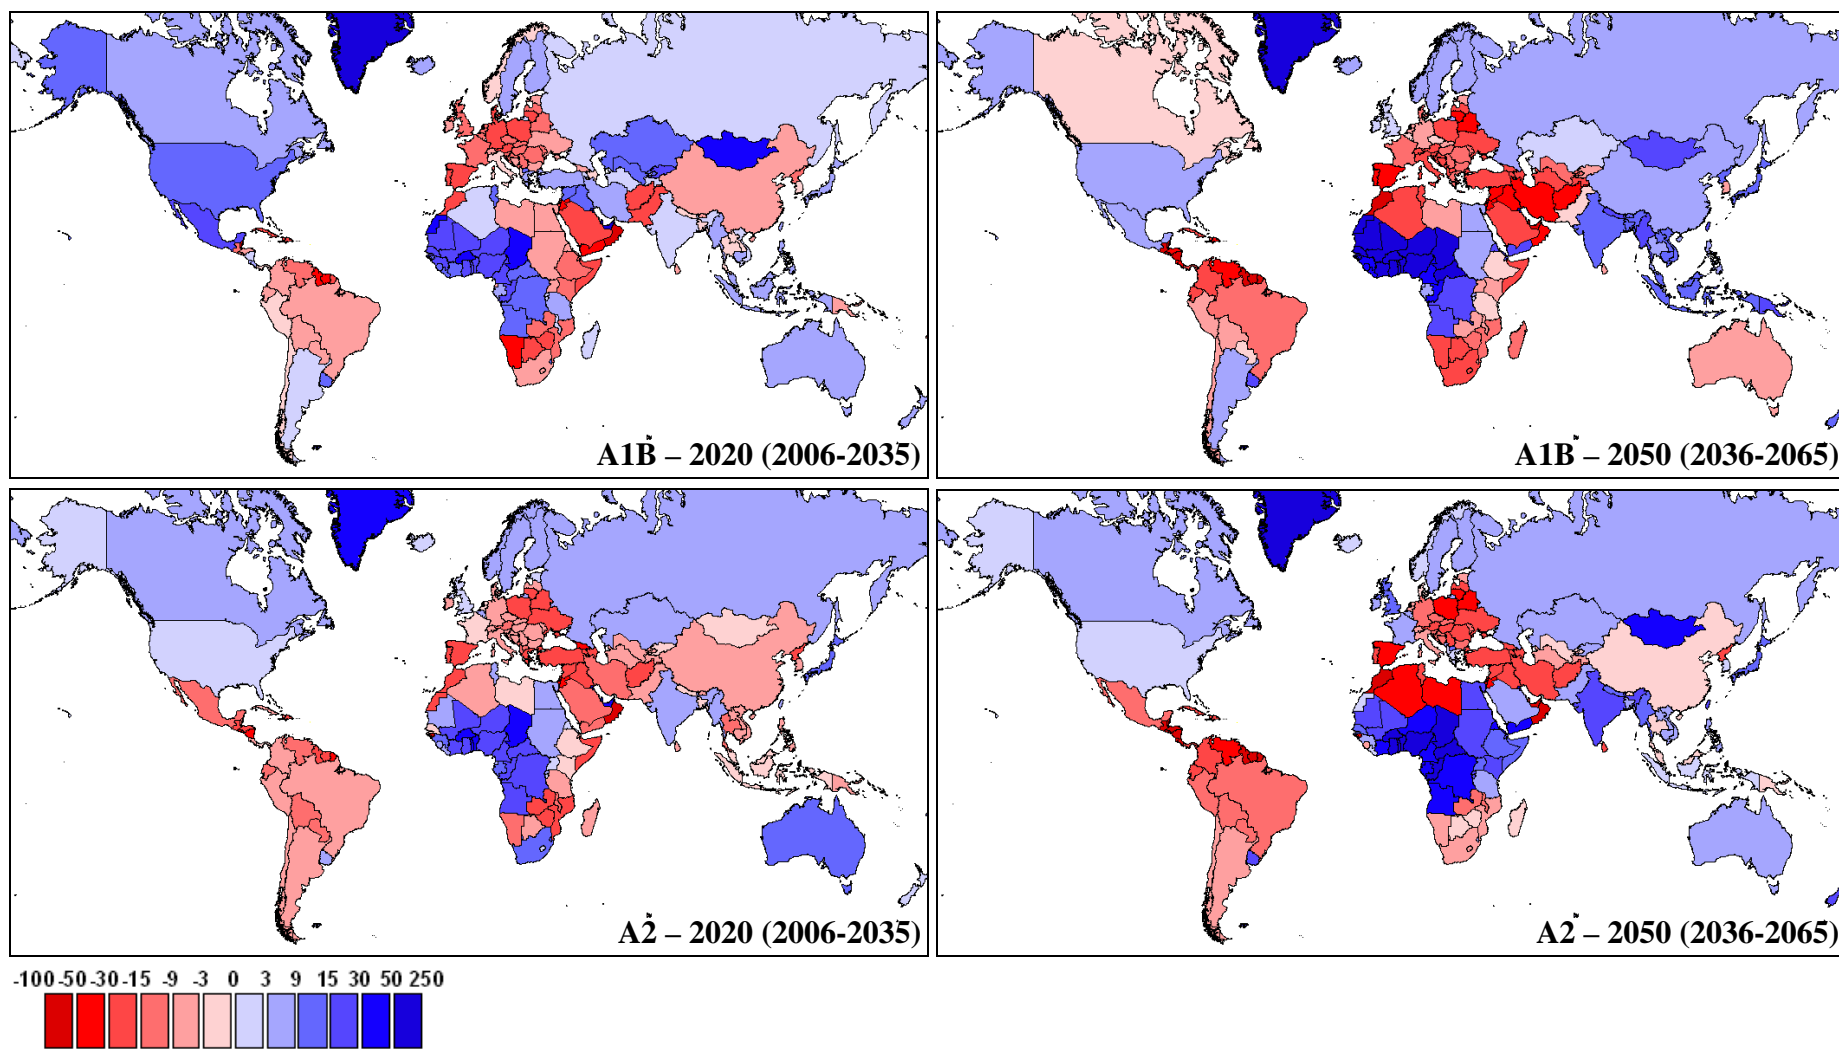 A1B – 2020 (2006-2035)
A1B – 2050 (2036-2065)
A2 – 2020 (2006-2035)
A2 – 2050 (2036-2065)
-100 -50 -30 -15 -9 -3 0 3 9 15 30 50 250